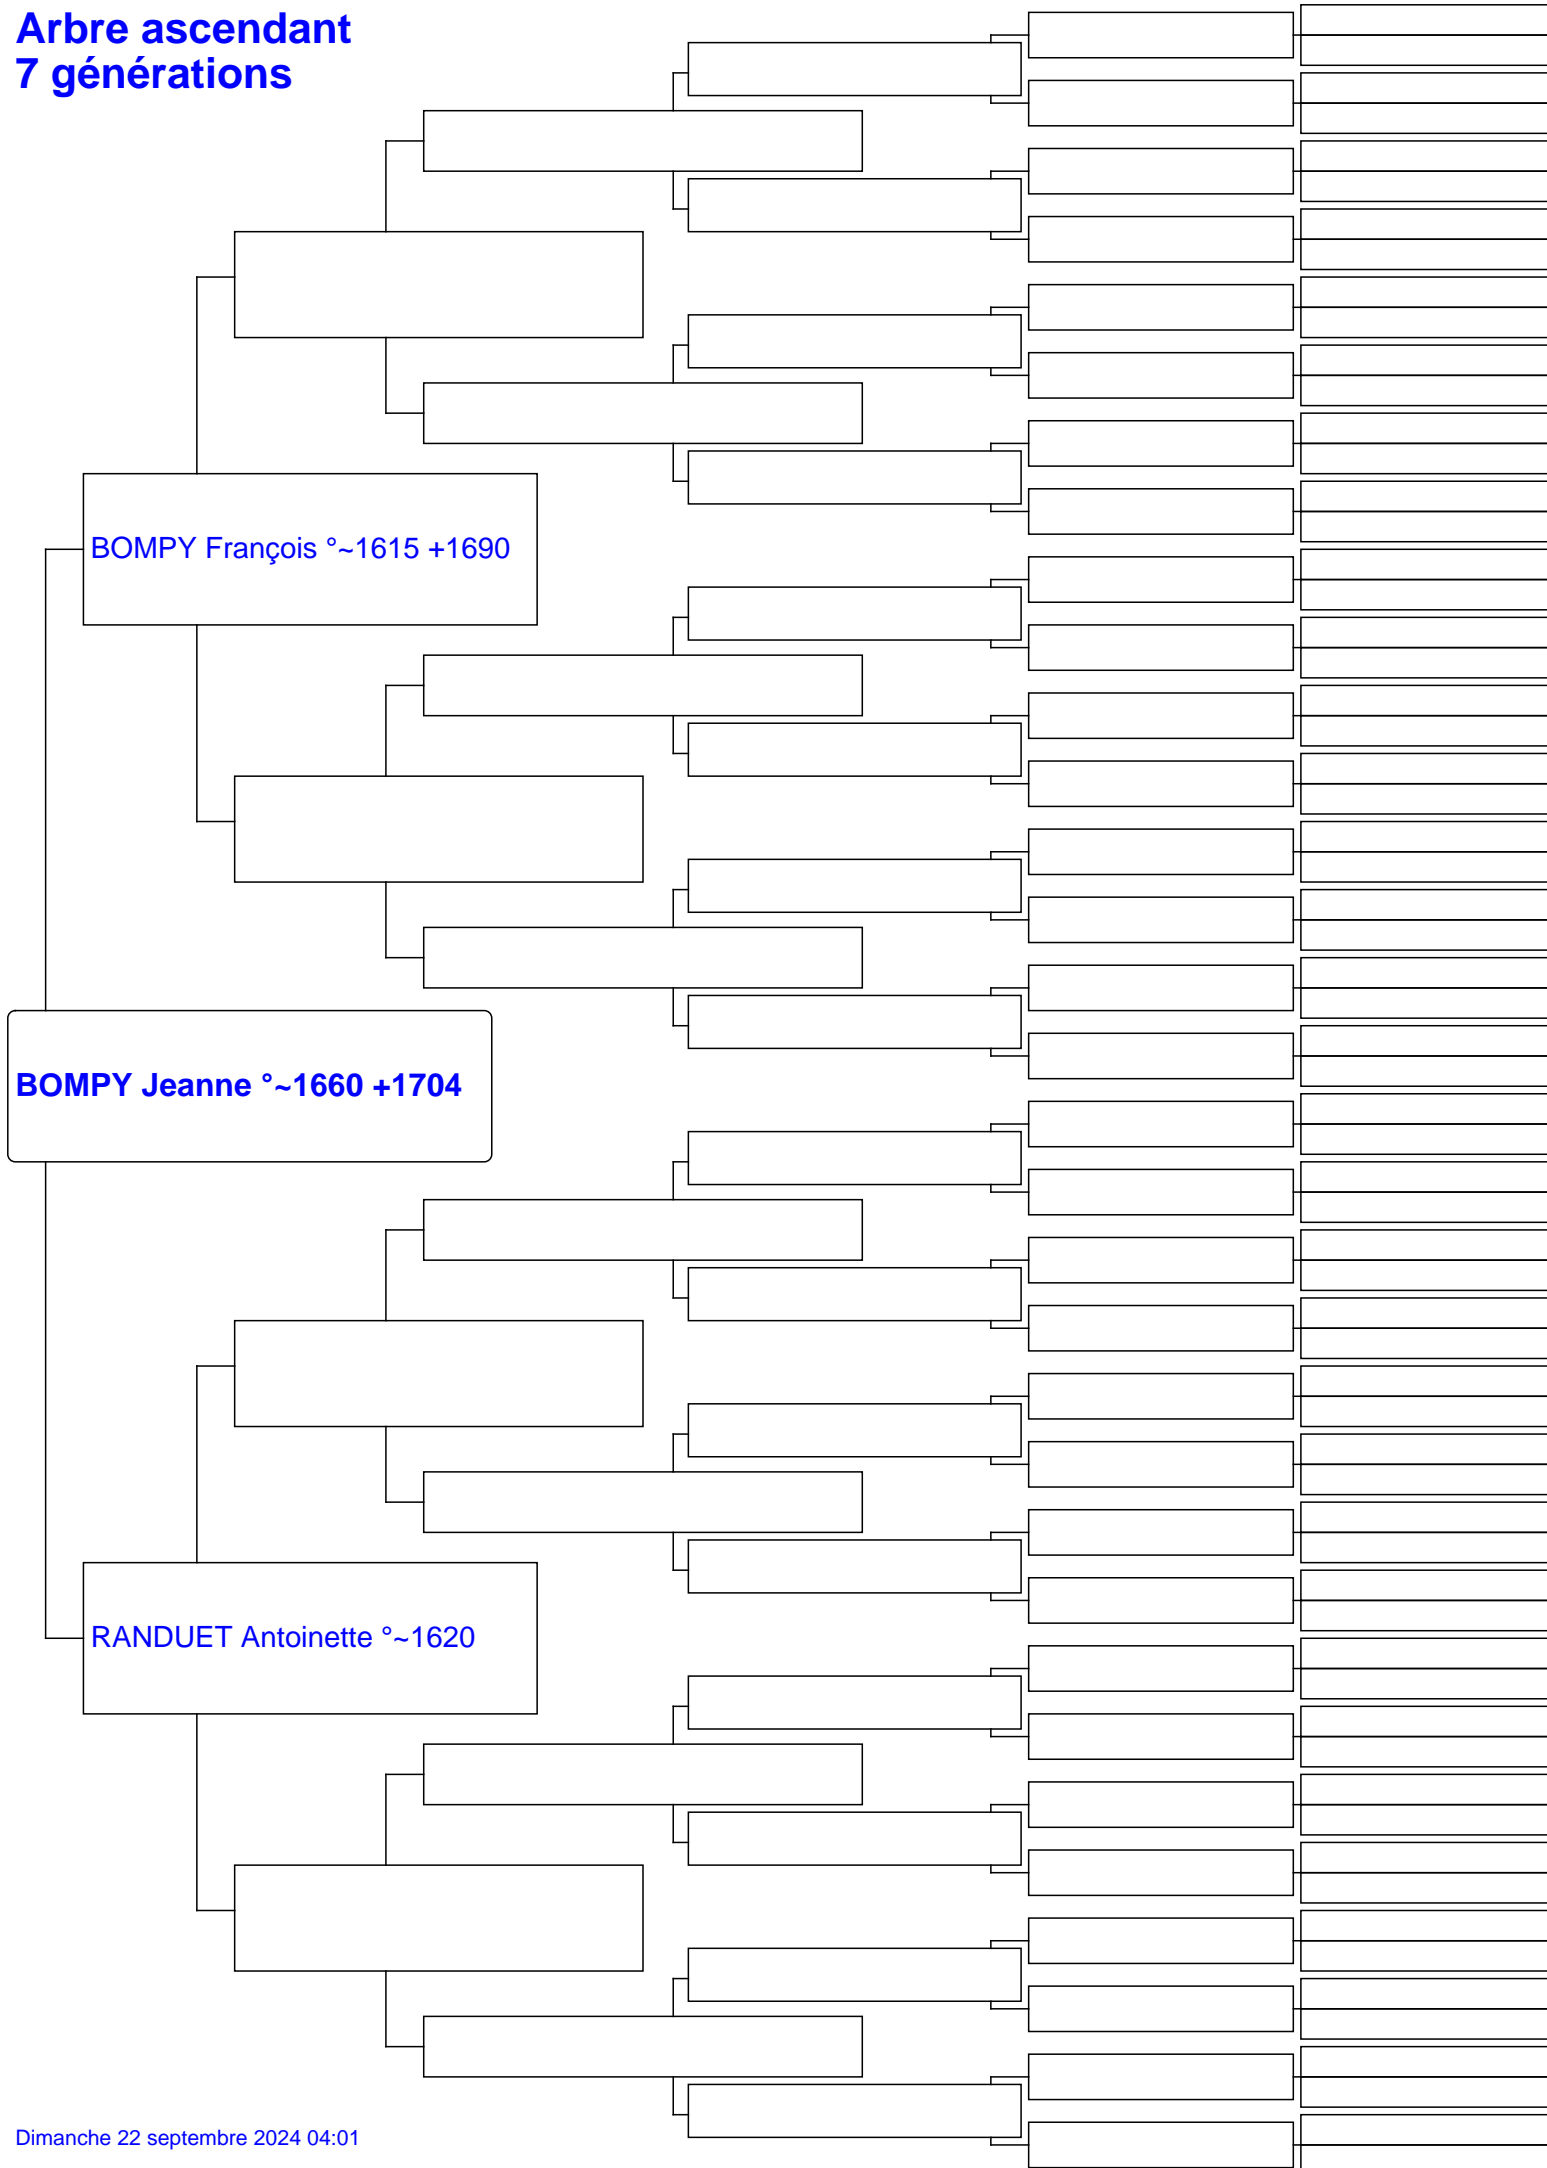 Arbre ascendant
7 générations
BOMPY François °~1615 +1690
BOMPY Jeanne °~1660 +1704
RANDUET Antoinette °~1620
Dimanche 22 septembre 2024 04:01